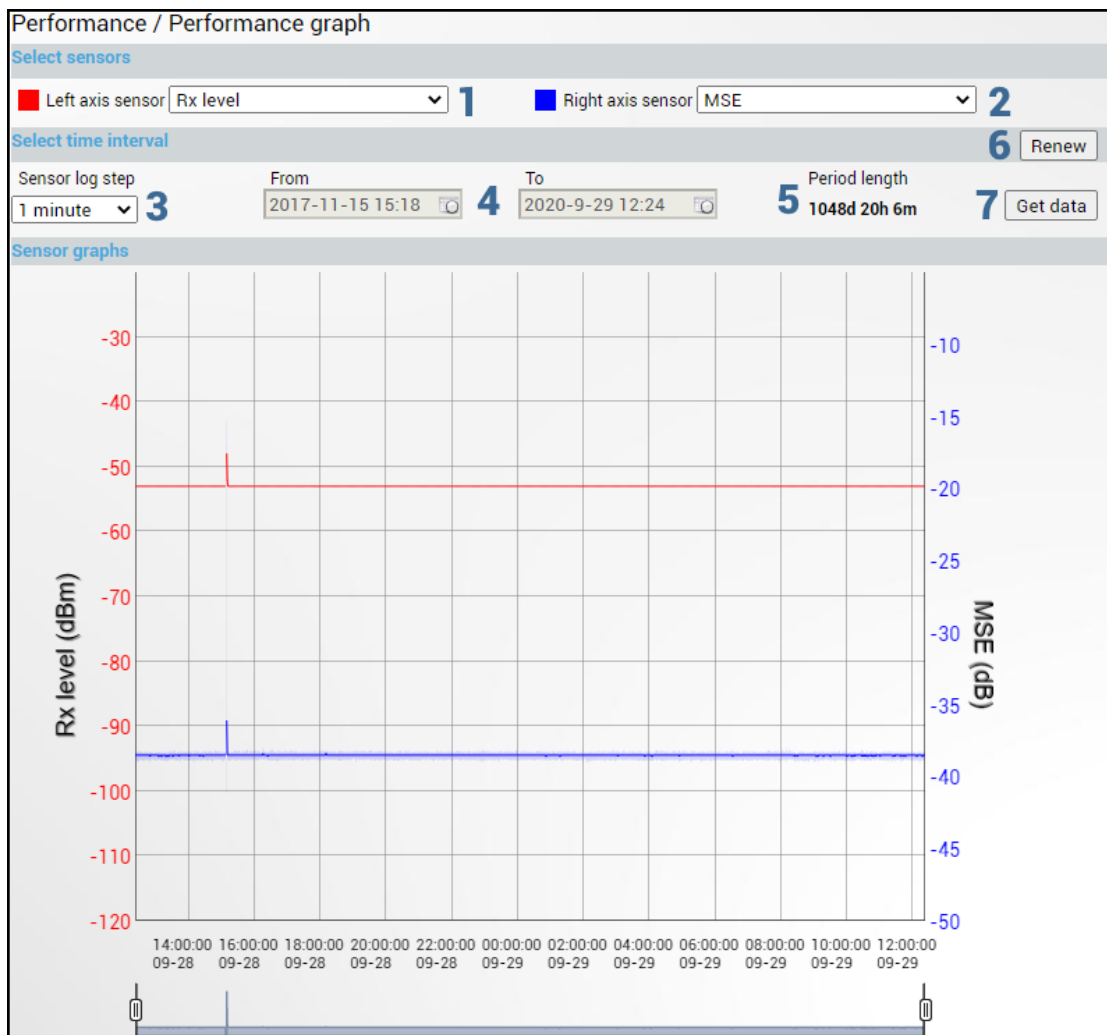 Performance / Performance graph
Select sensors
Left axis sensor Rx level 1 Right axis sensor MSE 2
Select time interval 6 Renew
Sensor log step From To Period length
1 minute 3 2017-11-15 15:18 4 2020-9-29 12:24 5 1048d 20h 6m 7 Get data
Sensor graphs
-30 -10
-40 -15
-50 -20
-60 -25
-70 -30
-80 -35
-90 -40
-100 -45
-110 -50
-120
Rx level (dBm)
MSE (dB)
14:00:00 16:00:00 18:00:00 20:00:00 22:00:00 00:00:00 02:00:00 04:00:00 06:00:00 08:00:00 10:00:00 12:00:00
09-28 09-28 09-28 09-28 09-28 09-29 09-29 09-29 09-29 09-29 09-29 09-29